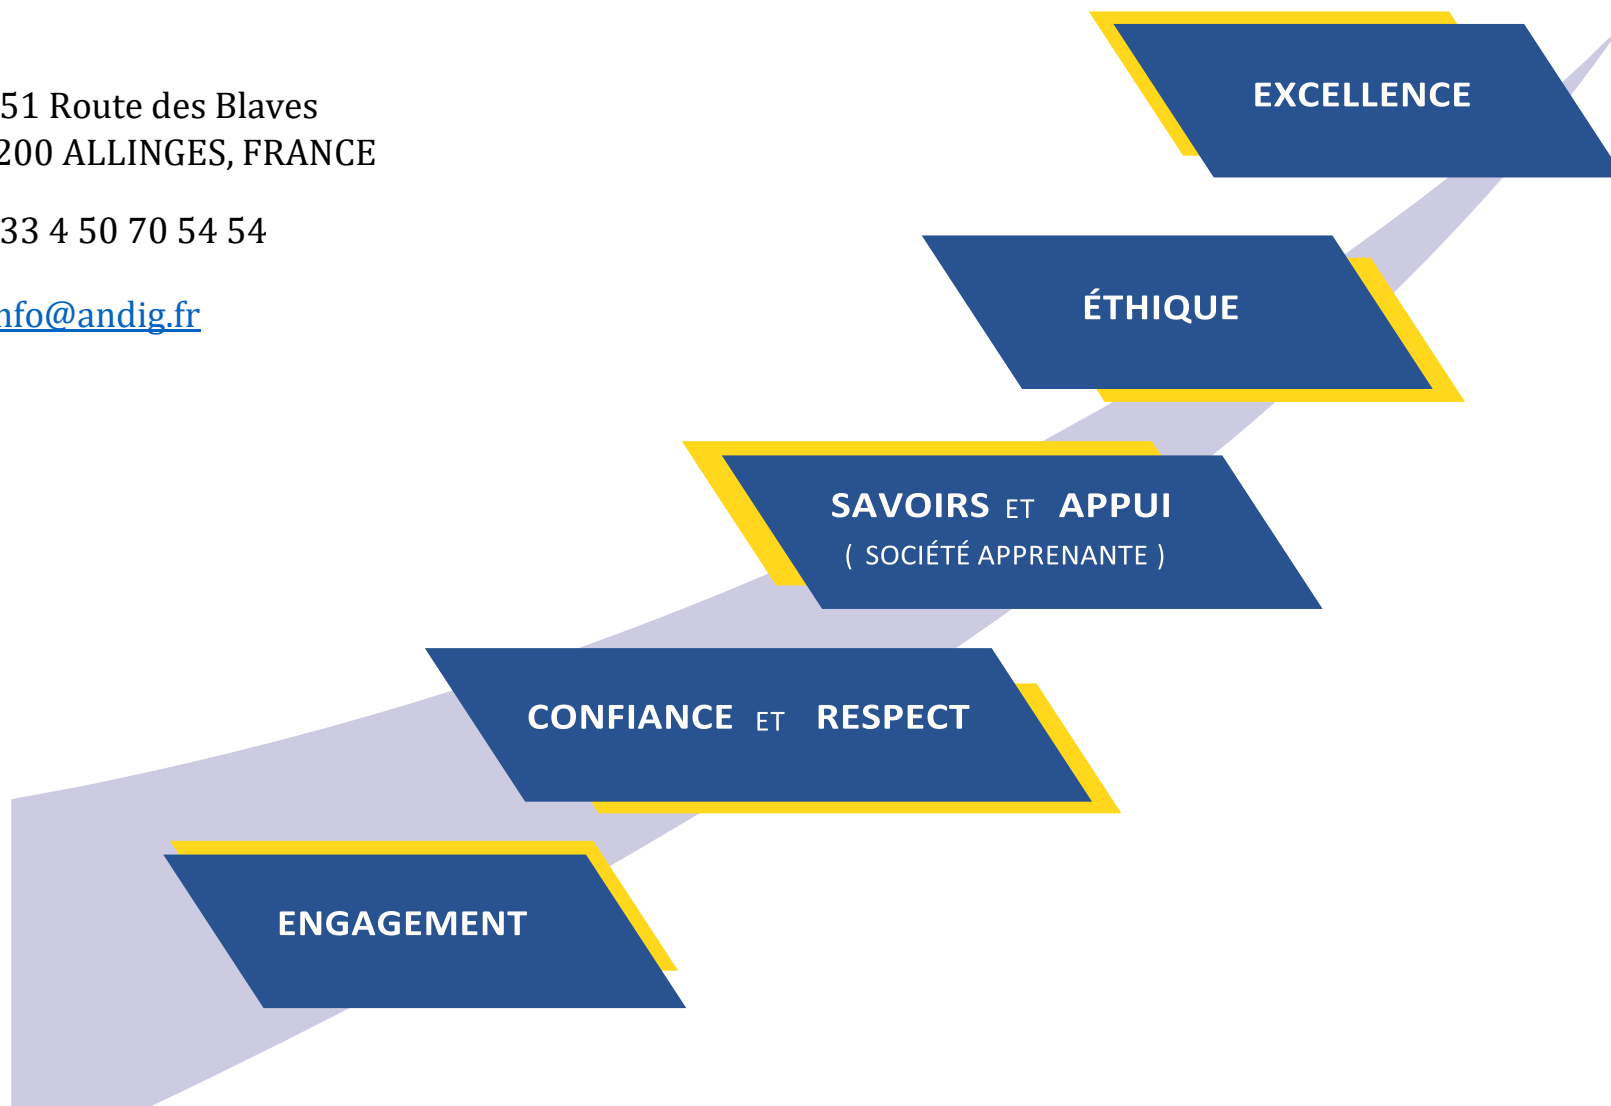 51 Route des Blaves
200 ALLINGES, FRANCE
33 4 50 70 54 54
nfo@andig.fr
EXCELLENCE
ÉTHIQUE
SAVOIRS ET APPUI
( SOCIÉTÉ APPRENANTE )
CONFIANCE ET RESPECT
ENGAGEMENT